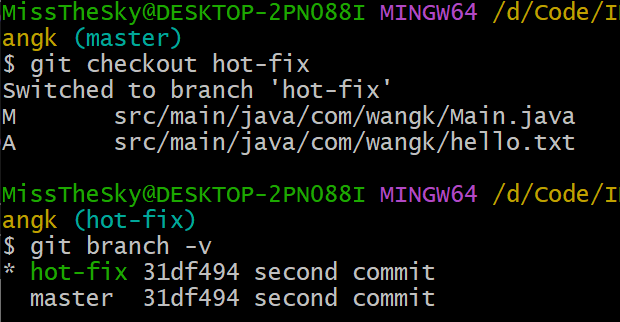 MissTheSky@DESKTOP-2PNO88I MINGW64 /d/Code/I
angk (master)
$ git checkout hot-fix
Switched to branch 'hot-fix'
M       src/main/java/com/wangk/Main.java
A       src/main/java/com/wangk/hello.txt
MissTheSky@DESKTOP-2PNO88I MINGW64 /d/Code/I
angk (hot-fix)
$ git branch -v
* hot-fix 31df494 second commit
  master  31df494 second commit